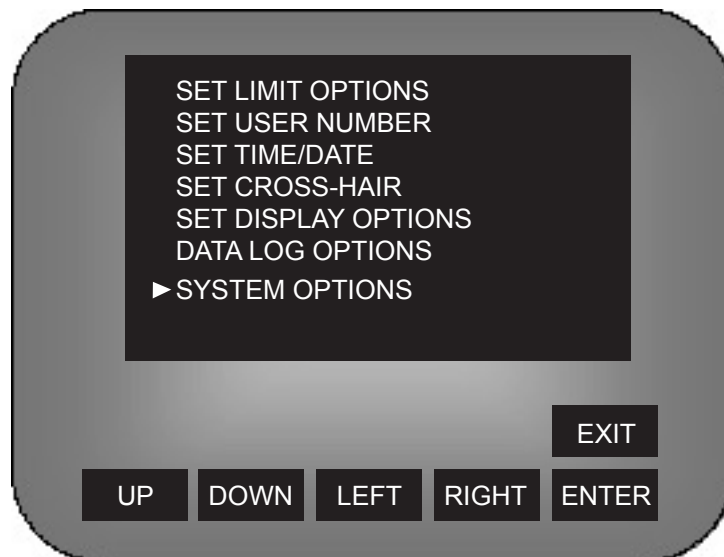 SET LIMIT OPTIONS
SET USER NUMBER
SET TIME/DATE
SET CROSS-HAIR
SET DISPLAY OPTIONS
DATA LOG OPTIONS
►SYSTEM OPTIONS
EXIT
UP DOWN LEFT RIGHT ENTER